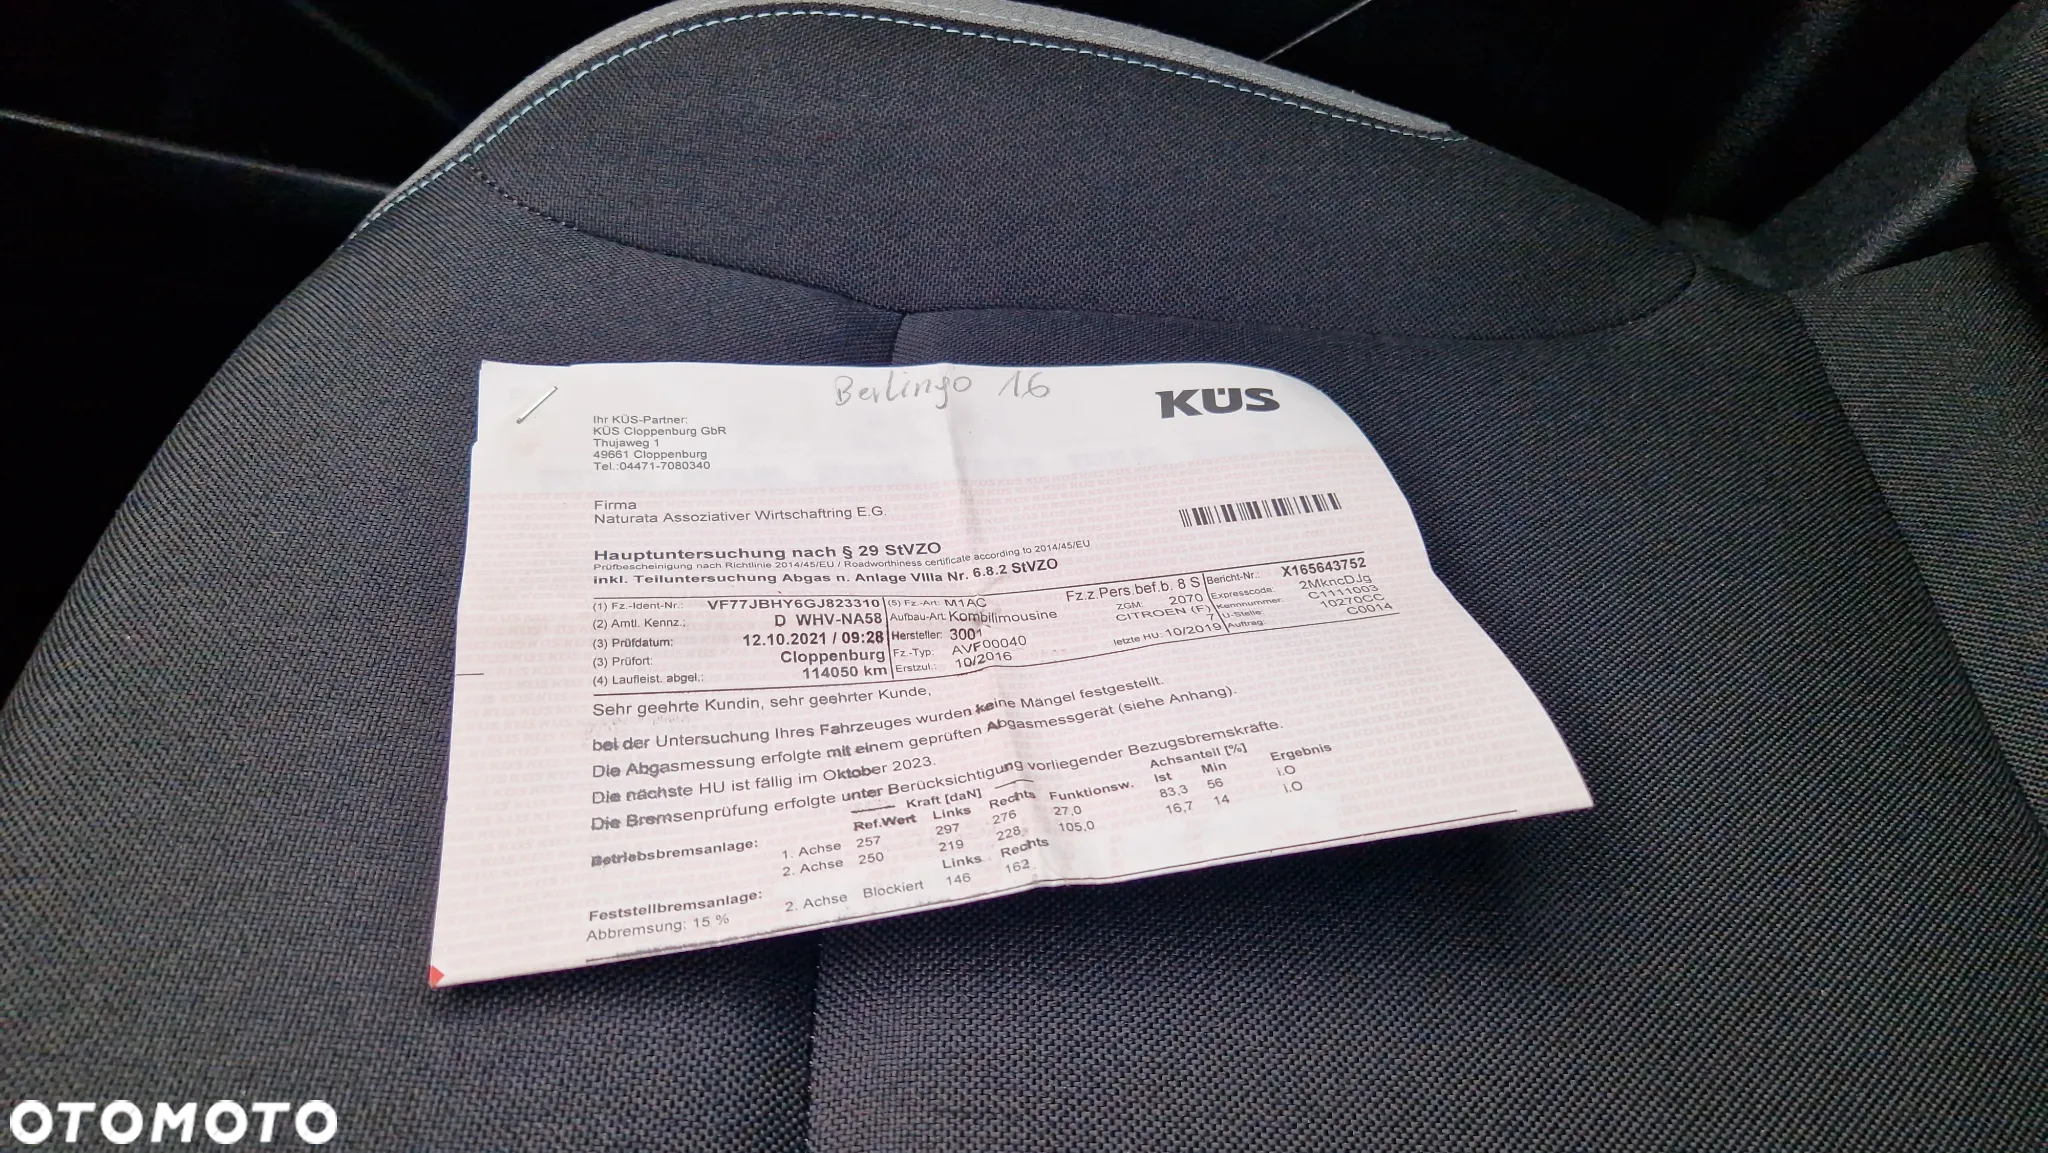 Berlingo 1.6
KÜS
Ihr KÜS-Partner:
KÜS Cloppenburg GbR
Thujaweg 1
49661 Cloppenburg
Tel.:04471-7080340
Firma
Naturata Assoziativer Wirtschaftring E.G.
Hauptuntersuchung nach § 29 StVZO
Prüfbescheinigung nach Richtlinie 2014/45/EU / Roadworthiness certificate according to 2014/45/EU
inkl. Teiluntersuchung Abgas n. Anlage VIIIa Nr. 6.8.2 StVZO
(1) Fz.-Ident-Nr.: VF77JBHY6GJ823310 (5) Fz.-Art: M1AC Fz.z.Pers.bef.b. 8 S Bericht-Nr.: X165643752
(2) Amtl. Kennz.: D WHV-NA58 Aufbau-Art: Kombilimousine ZGM: 2070 Expresscode: 2MkncDJg
(3) Prüfdatum: 12.10.2021 / 09:28 Hersteller: 3001 CITROEN (F) Kennnummer: C1111003
(3) Prüfort: Cloppenburg Fz.-Typ: AVF00040 7 U-Stelle: 10270CC
(4) Laufleist. abgel.: 114050 km Erstzul.: 10/2016 letzte HU: 10/2019 Auftrag: C0014
Sehr geehrte Kundin, sehr geehrter Kunde,
bei der Untersuchung Ihres Fahrzeuges wurden keine Mängel festgestellt.
Die Abgasmessung erfolgte mit einem geprüften Abgasmessgerät (siehe Anhang).
Die nächste HU ist fällig im Oktober 2023.
Die Bremsenprüfung erfolgte unter Berücksichtigung vorliegender Bezugsbremskräfte.
Kraft [daN] Achsanteil [%]
Ref.Wert Links Rechts Funktionsw. Ist Min Ergebnis
Betriebsbremsanlage: 1. Achse 257 297 276 27,0 83,3 56 i.O
2. Achse 250 219 228 105,0 16,7 14 i.O
Links Rechts
Feststellbremsanlage: 2. Achse Blockiert 146 162
Abbremsung: 15 %
OTOMOTO